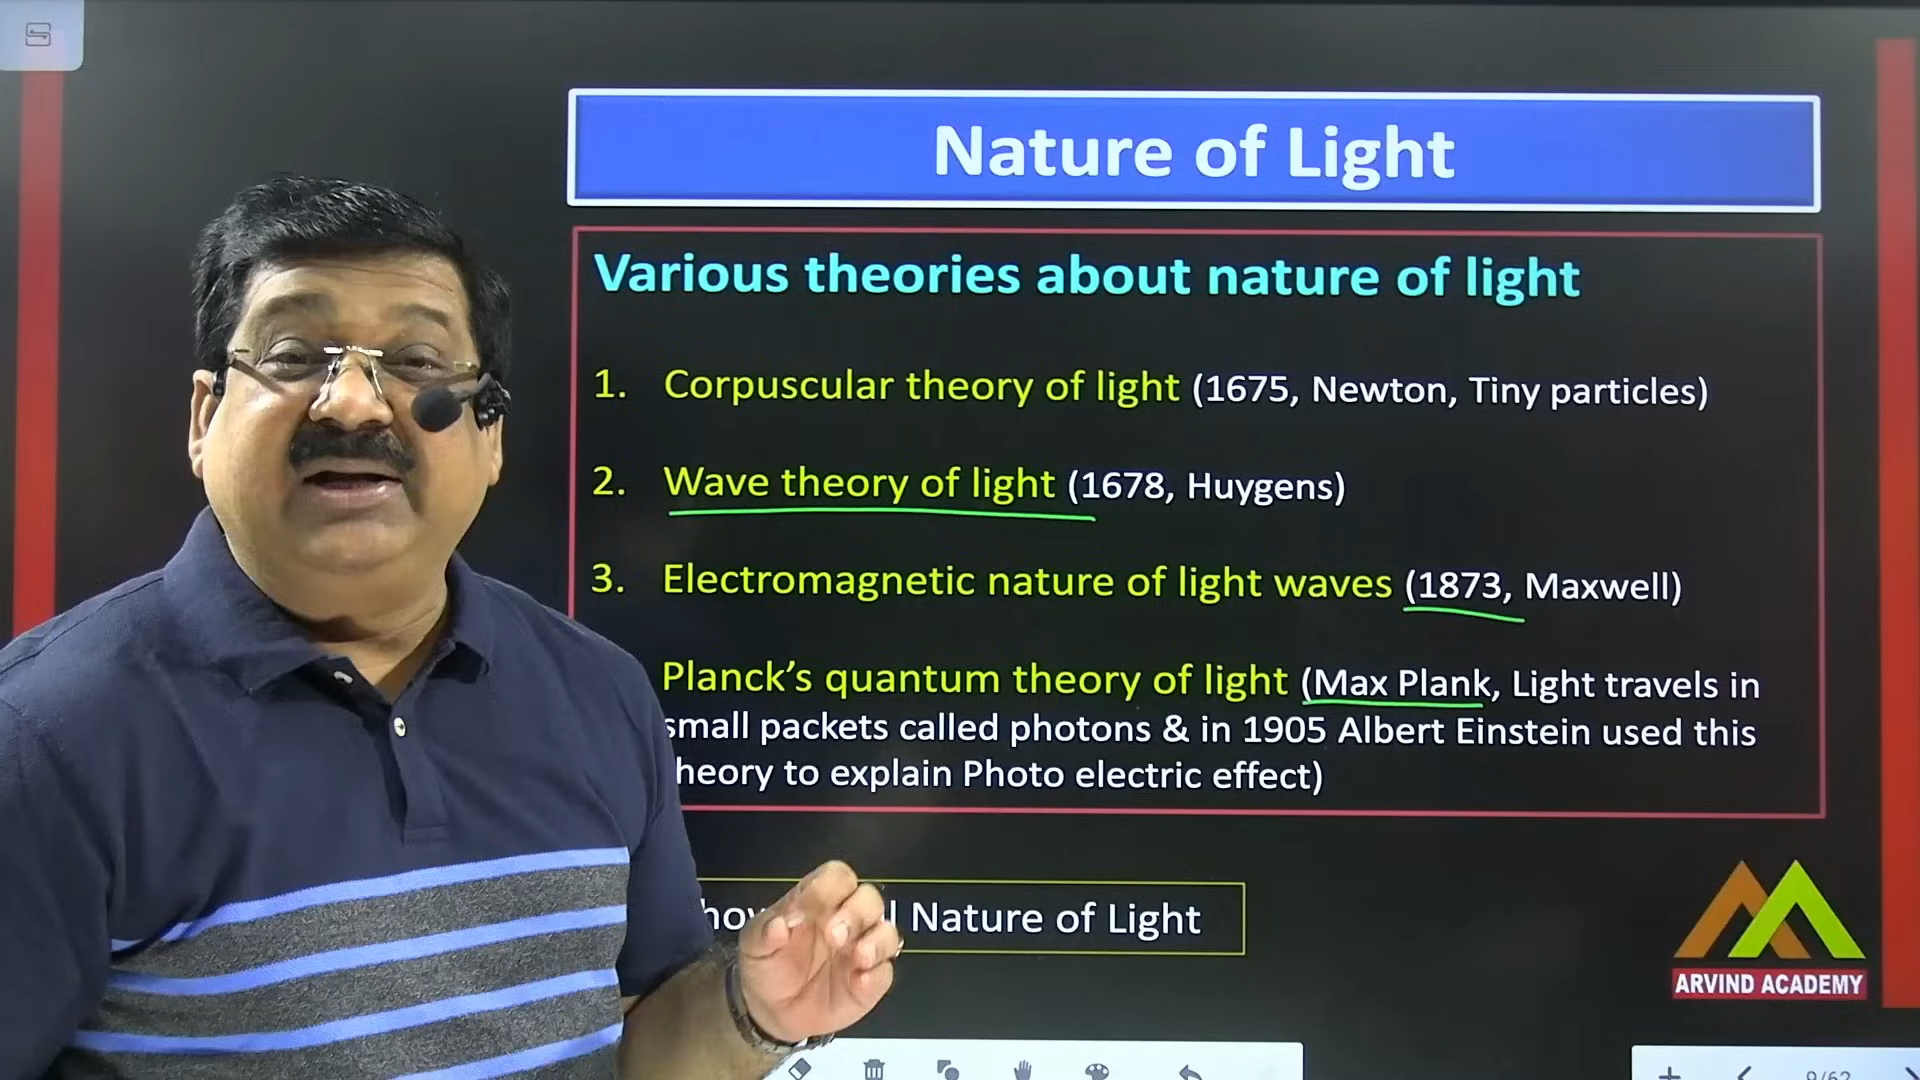 Nature of Light
Various theories about nature of light
1. Corpuscular theory of light (1675, Newton, Tiny particles)
2. Wave theory of light (1678, Huygens)
3. Electromagnetic nature of light waves (1873, Maxwell)
Planck's quantum theory of light (Max Plank, Light travels in
small packets called photons & in 1905 Albert Einstein used this
heory to explain Photo electric effect)
Nature of Light
ARVIND ACADEMY